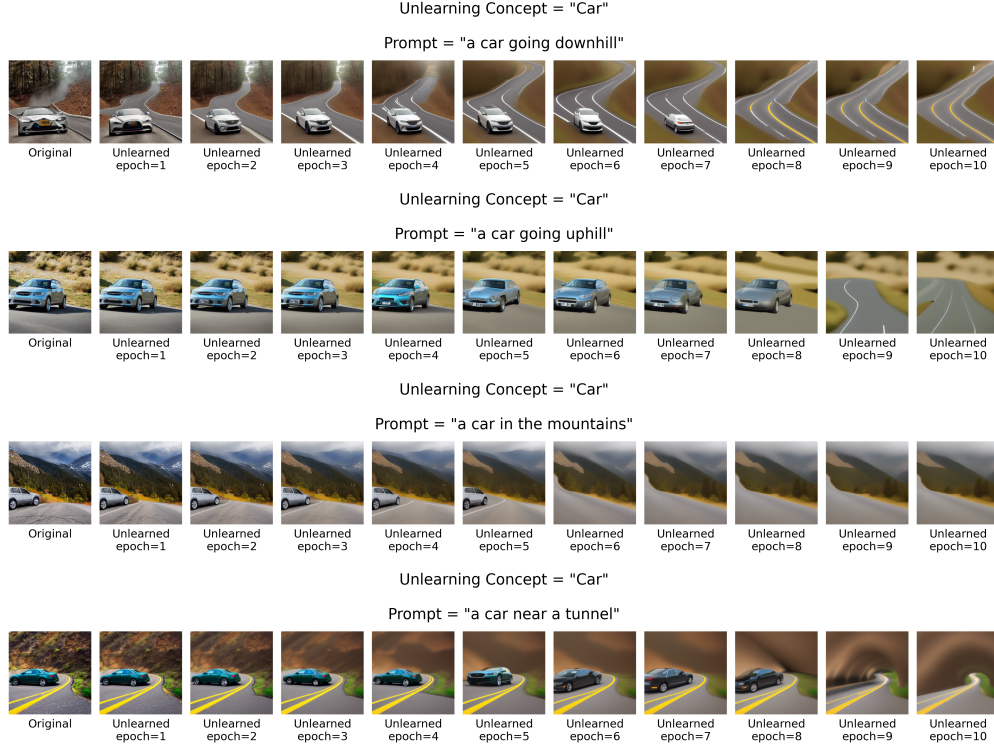 Unlearning Concept = "Car"
Prompt = "a car going downhill"
Original Unlearned Unlearned Unlearned Unlearned Unlearned Unlearned Unlearned Unlearned Unlearned Unlearned
epoch=1 epoch=2 epoch=3 epoch=4 epoch=5 epoch=6 epoch=7 epoch=8 epoch=9 epoch=10
Unlearning Concept = "Car"
Prompt = "a car going uphill"
Original Unlearned Unlearned Unlearned Unlearned Unlearned Unlearned Unlearned Unlearned Unlearned Unlearned
epoch=1 epoch=2 epoch=3 epoch=4 epoch=5 epoch=6 epoch=7 epoch=8 epoch=9 epoch=10
Unlearning Concept = "Car"
Prompt = "a car in the mountains"
Original Unlearned Unlearned Unlearned Unlearned Unlearned Unlearned Unlearned Unlearned Unlearned Unlearned
epoch=1 epoch=2 epoch=3 epoch=4 epoch=5 epoch=6 epoch=7 epoch=8 epoch=9 epoch=10
Unlearning Concept = "Car"
Prompt = "a car near a tunnel"
Original Unlearned Unlearned Unlearned Unlearned Unlearned Unlearned Unlearned Unlearned Unlearned Unlearned
epoch=1 epoch=2 epoch=3 epoch=4 epoch=5 epoch=6 epoch=7 epoch=8 epoch=9 epoch=10